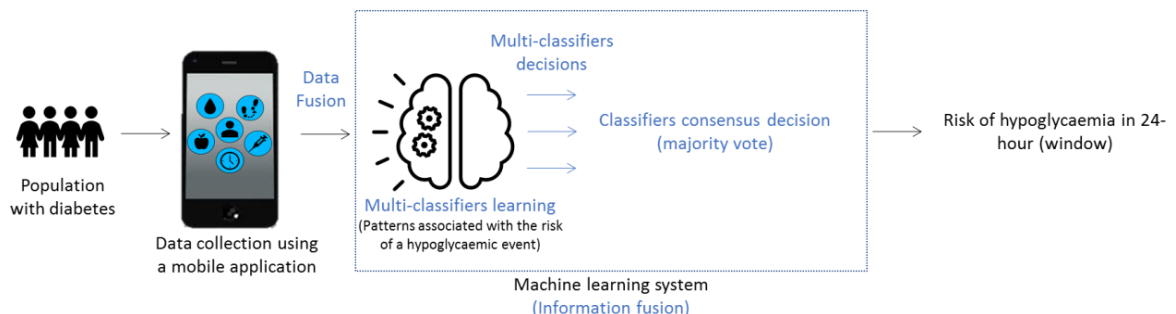 Population
with diabetes
Data collection using
a mobile application
Data
Fusion
Multi-classifiers learning
(Patterns associated with the risk
of a hypoglycaemic event)
Multi-classifiers
decisions
Classifiers consensus decision
(majority vote)
Machine learning system
(Information fusion)
Risk of hypoglycaemia in 24-
hour (window)